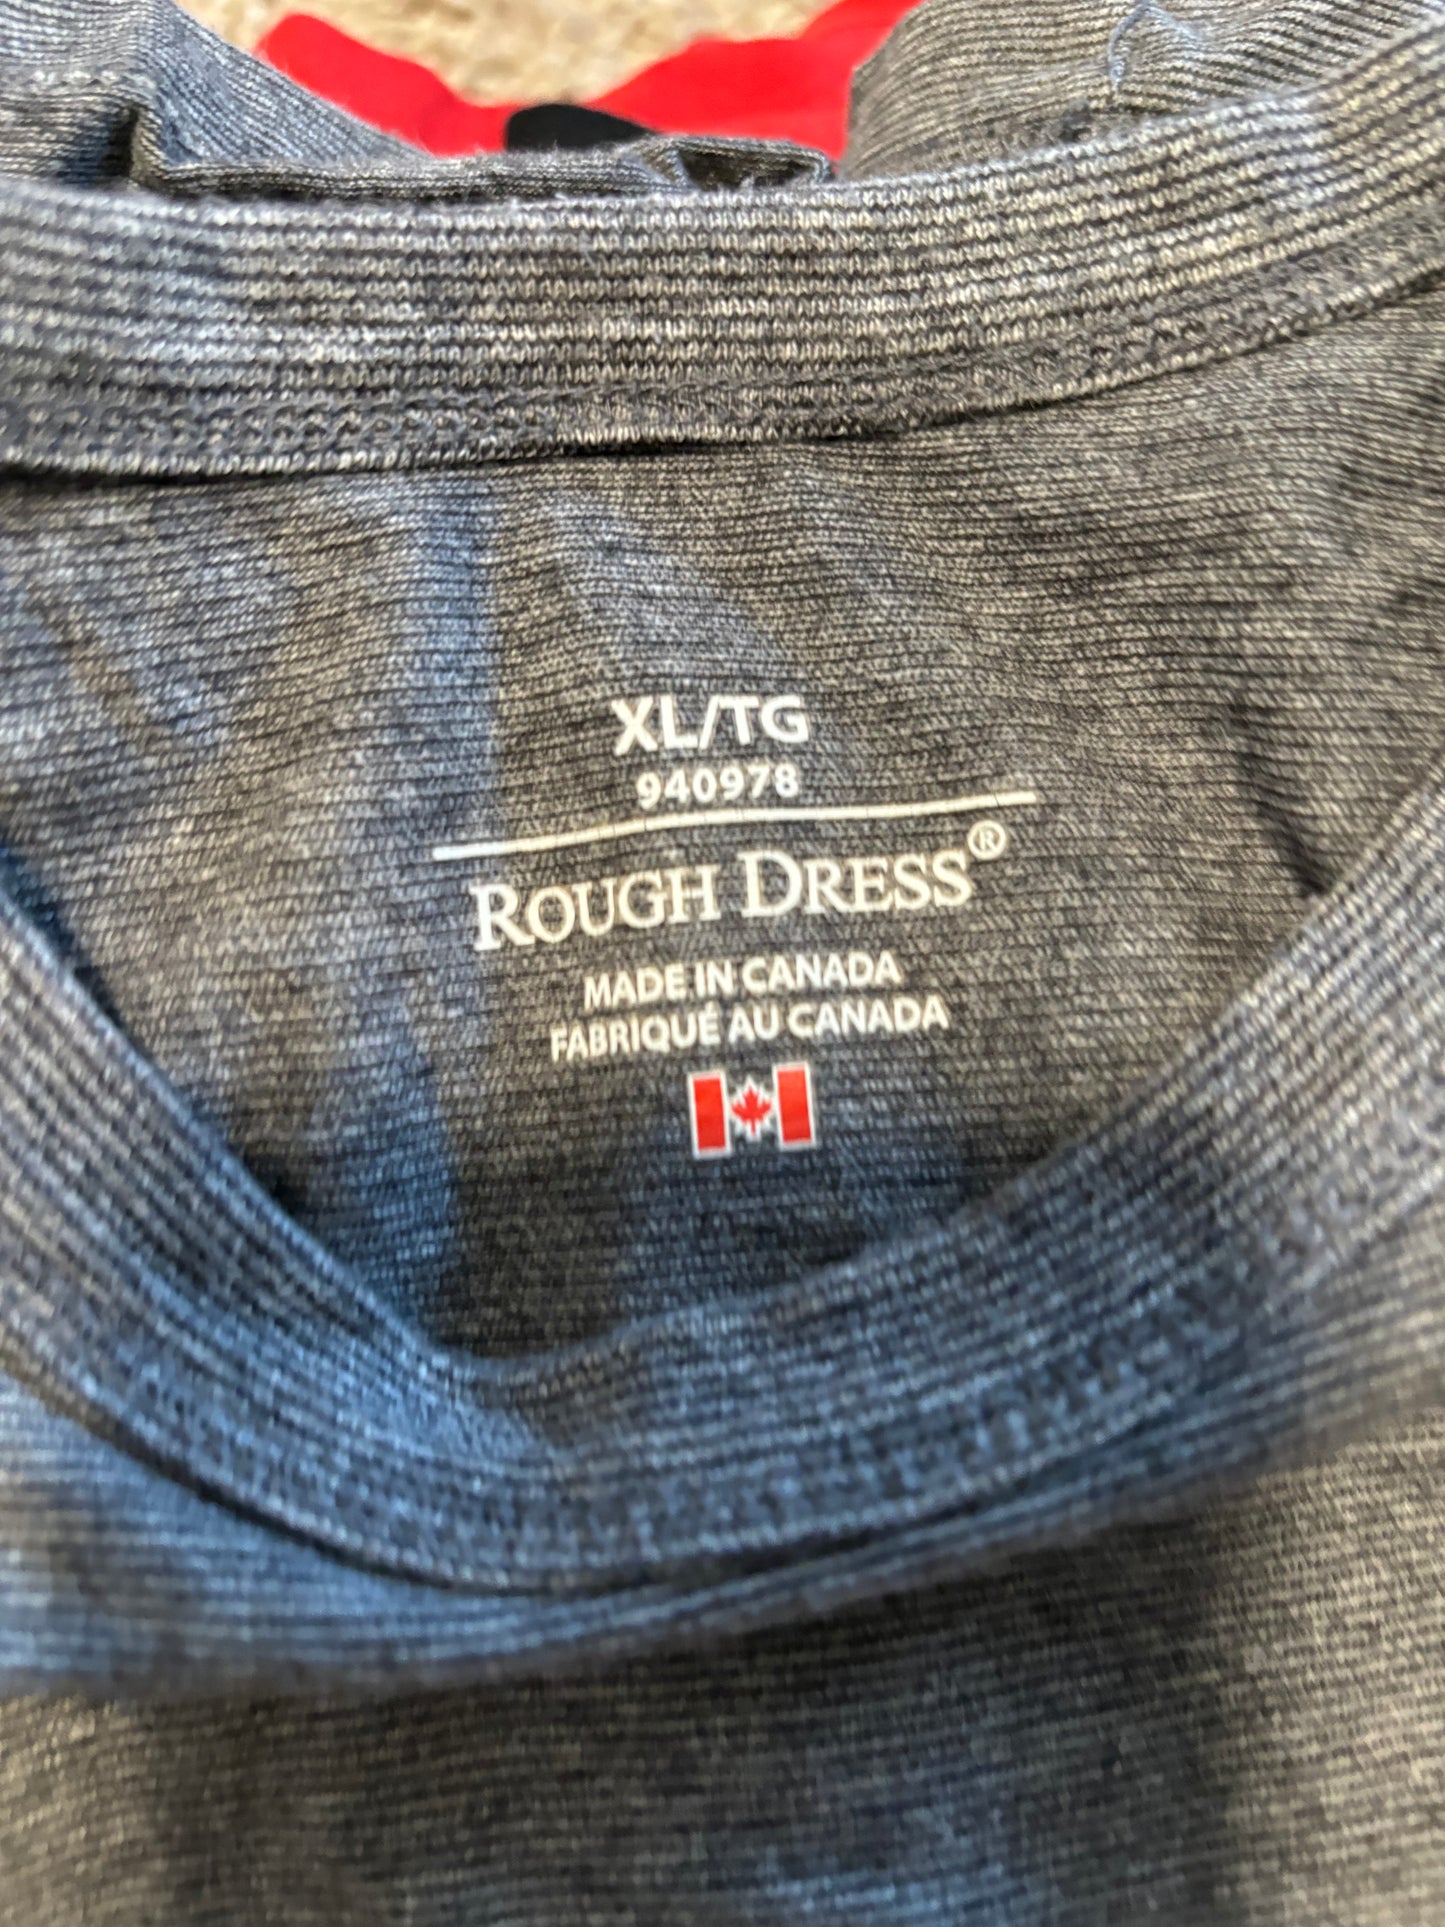 XL/TG
940978
ROUGH DRESS®
MADE IN CANADA
FABRIQUÉ AU CANADA